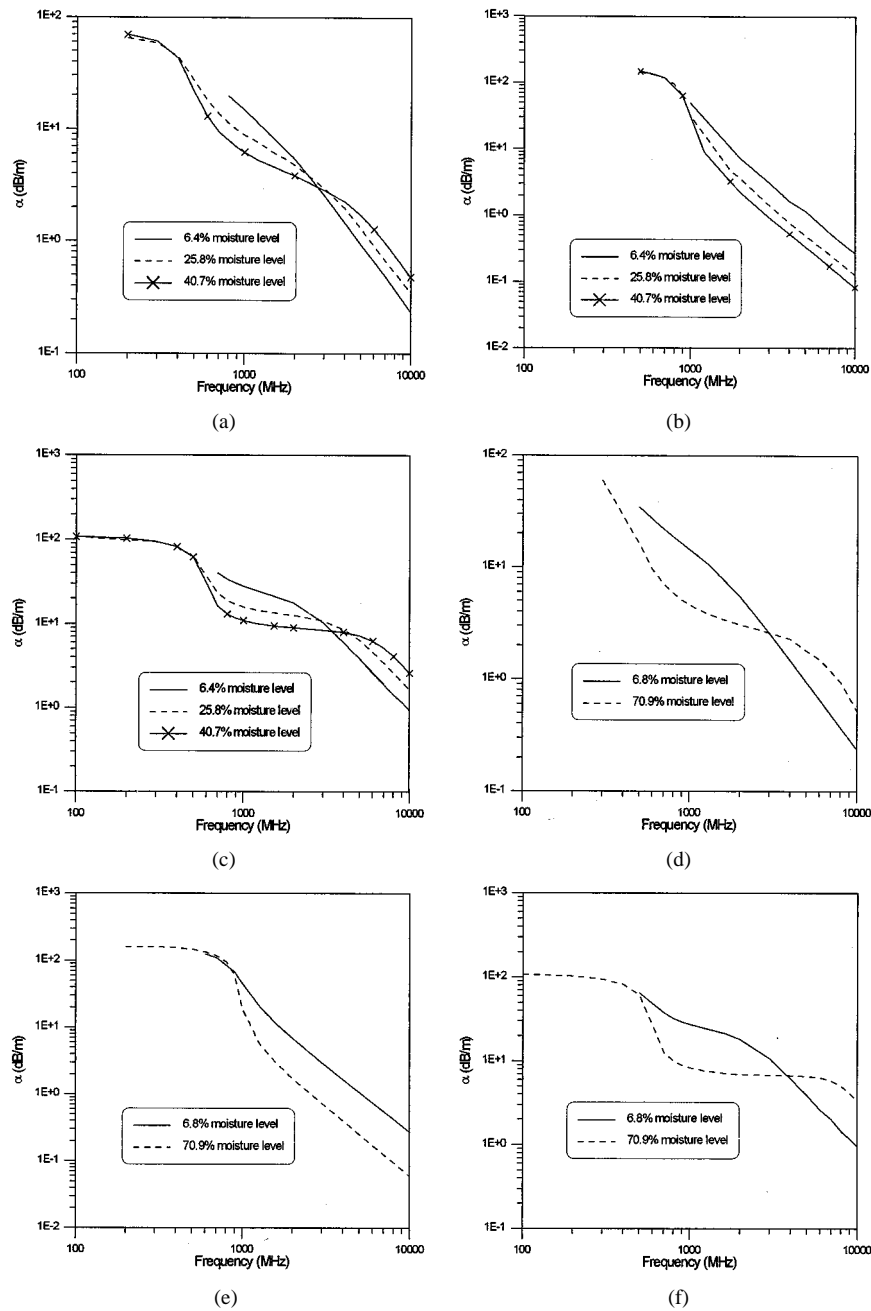 1E+2
1E+1
1E+0
1E-1
α (dB/m)
6.4% moisture level
25.8% moisture level
40.7% moisture level
100
1000
10000
Frequency (MHz)
(a)
1E+3
1E+2
1E+1
1E+0
1E-1
1E-2
α (dB/m)
6.4% moisture level
25.8% moisture level
40.7% moisture level
100
1000
10000
Frequency (MHz)
(b)
1E+3
1E+2
1E+1
1E+0
1E-1
α (dB/m)
6.4% moisture level
25.8% moisture level
40.7% moisture level
100
1000
10000
Frequency (MHz)
(c)
1E+2
1E+1
1E+0
1E-1
α (dB/m)
6.8% moisture level
70.9% moisture level
100
1000
10000
Frequency (MHz)
(d)
1E+3
1E+2
1E+1
1E+0
1E-1
1E-2
α (dB/m)
6.8% moisture level
70.9% moisture level
100
1000
10000
Frequency (MHz)
(e)
1E+3
1E+2
1E+1
1E+0
1E-1
α (dB/m)
6.8% moisture level
70.9% moisture level
100
1000
10000
Frequency (MHz)
(f)